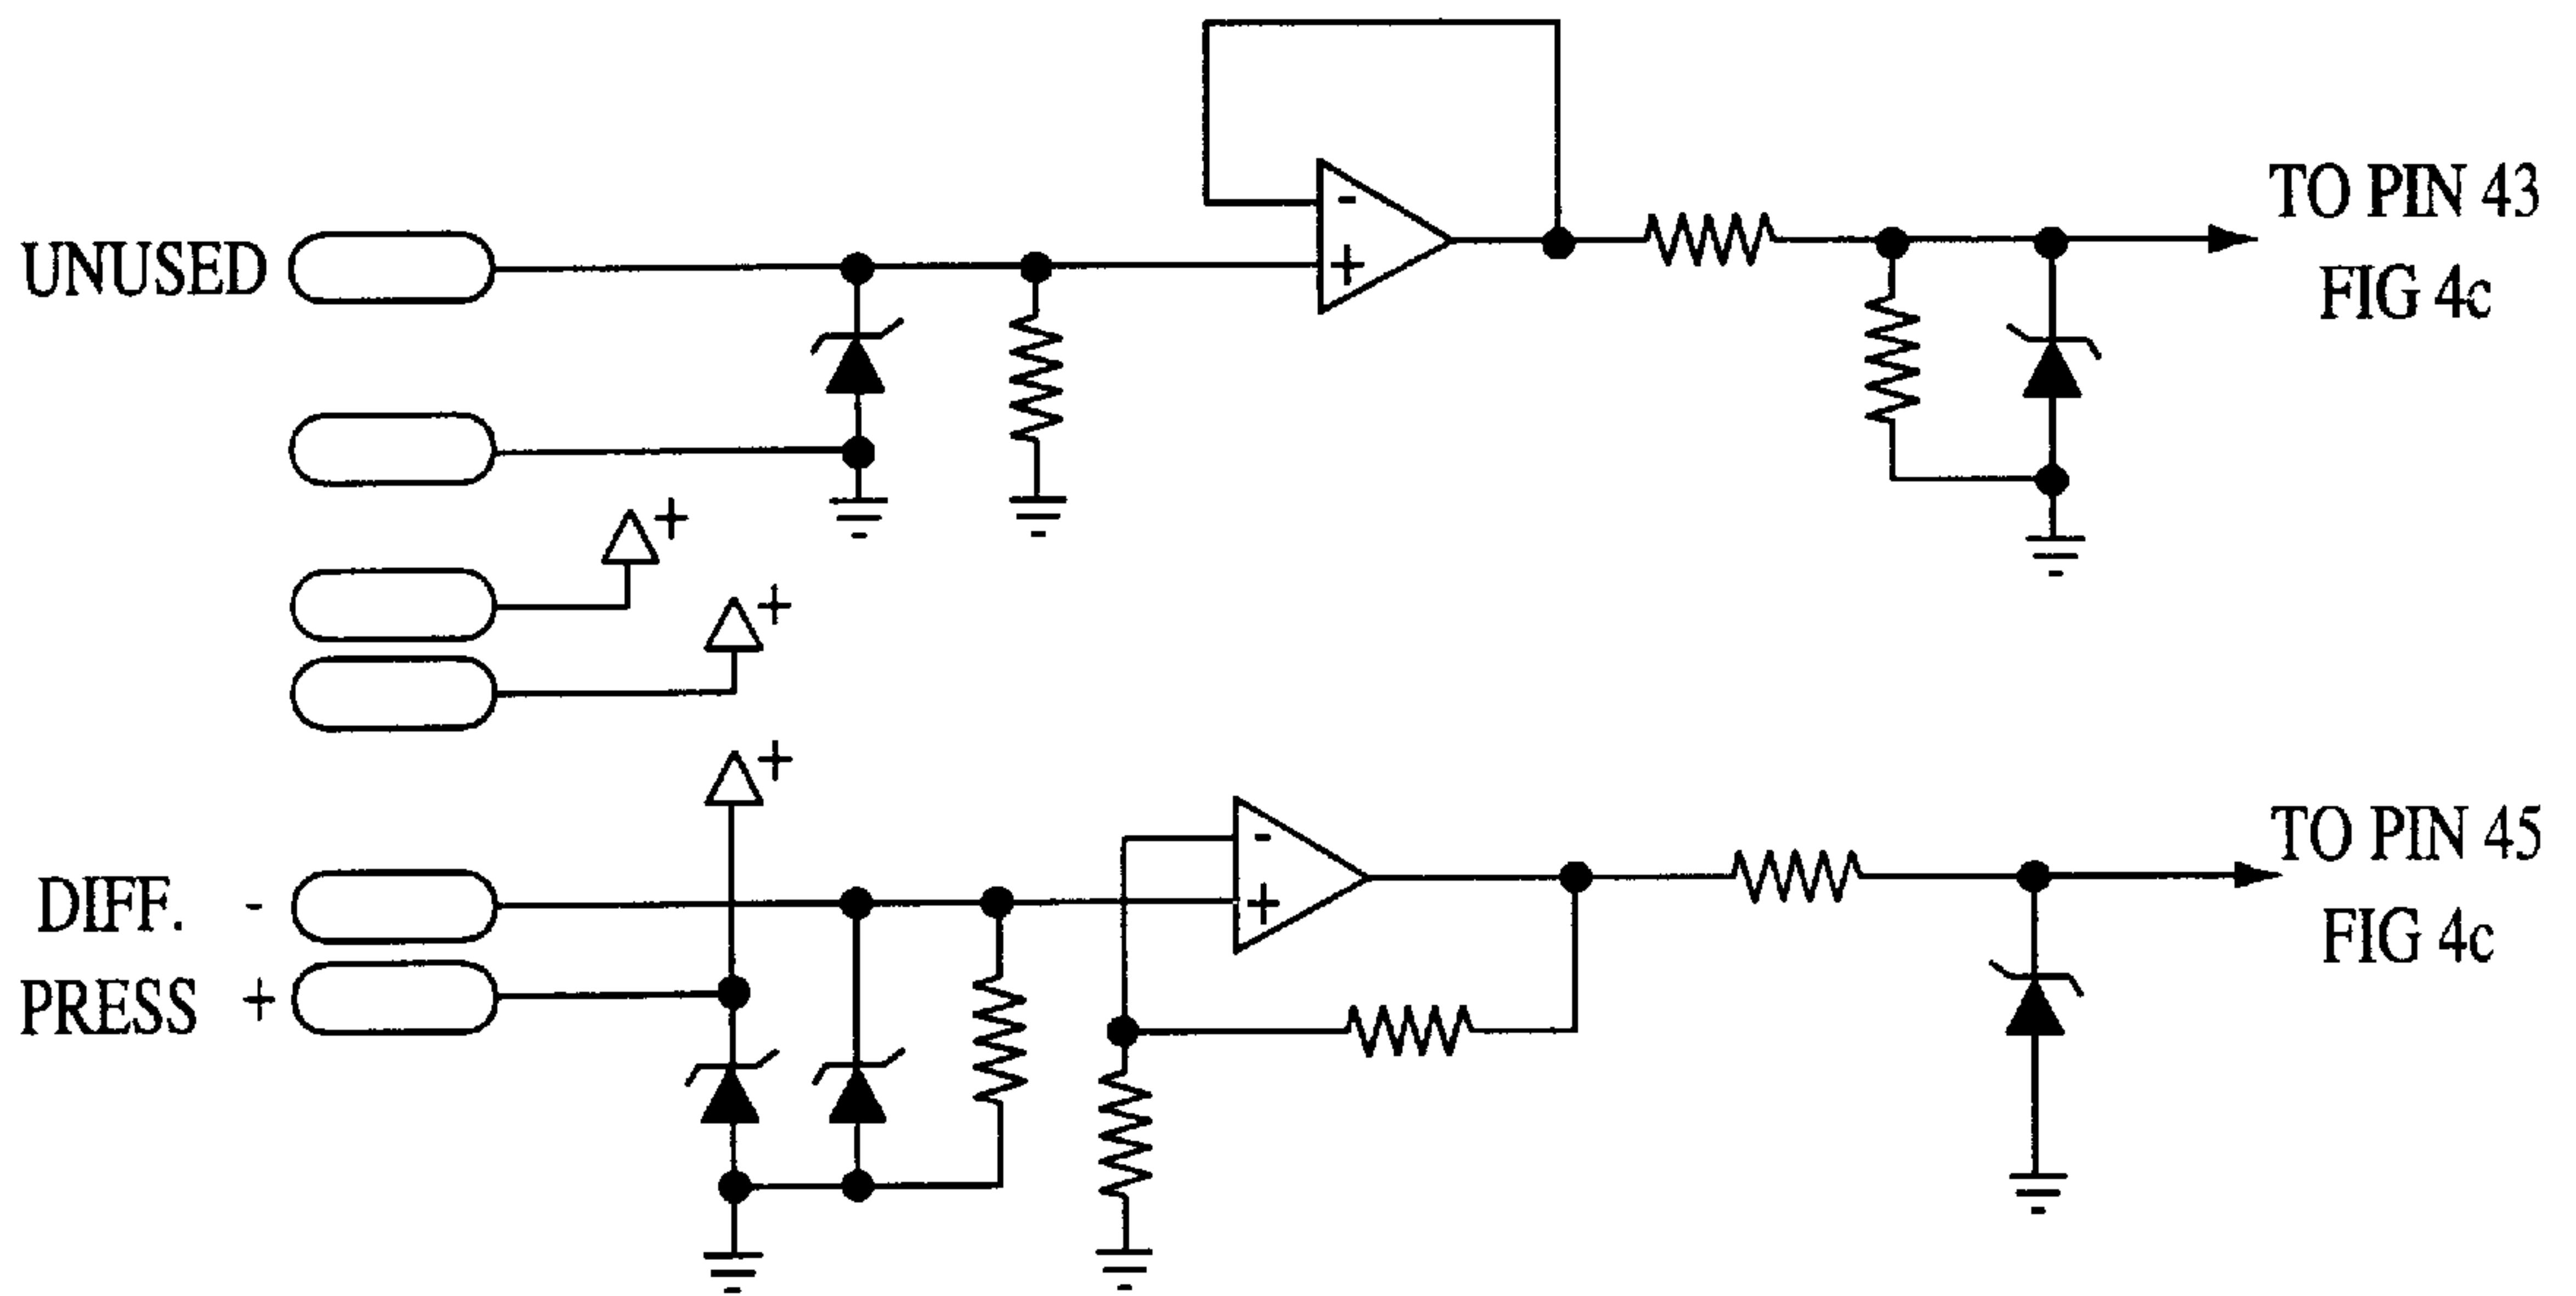 UNUSED
-
+
TO PIN 43
FIG 4c
+
+
+
DIFF. -
PRESS +
-
+
TO PIN 45
FIG 4c